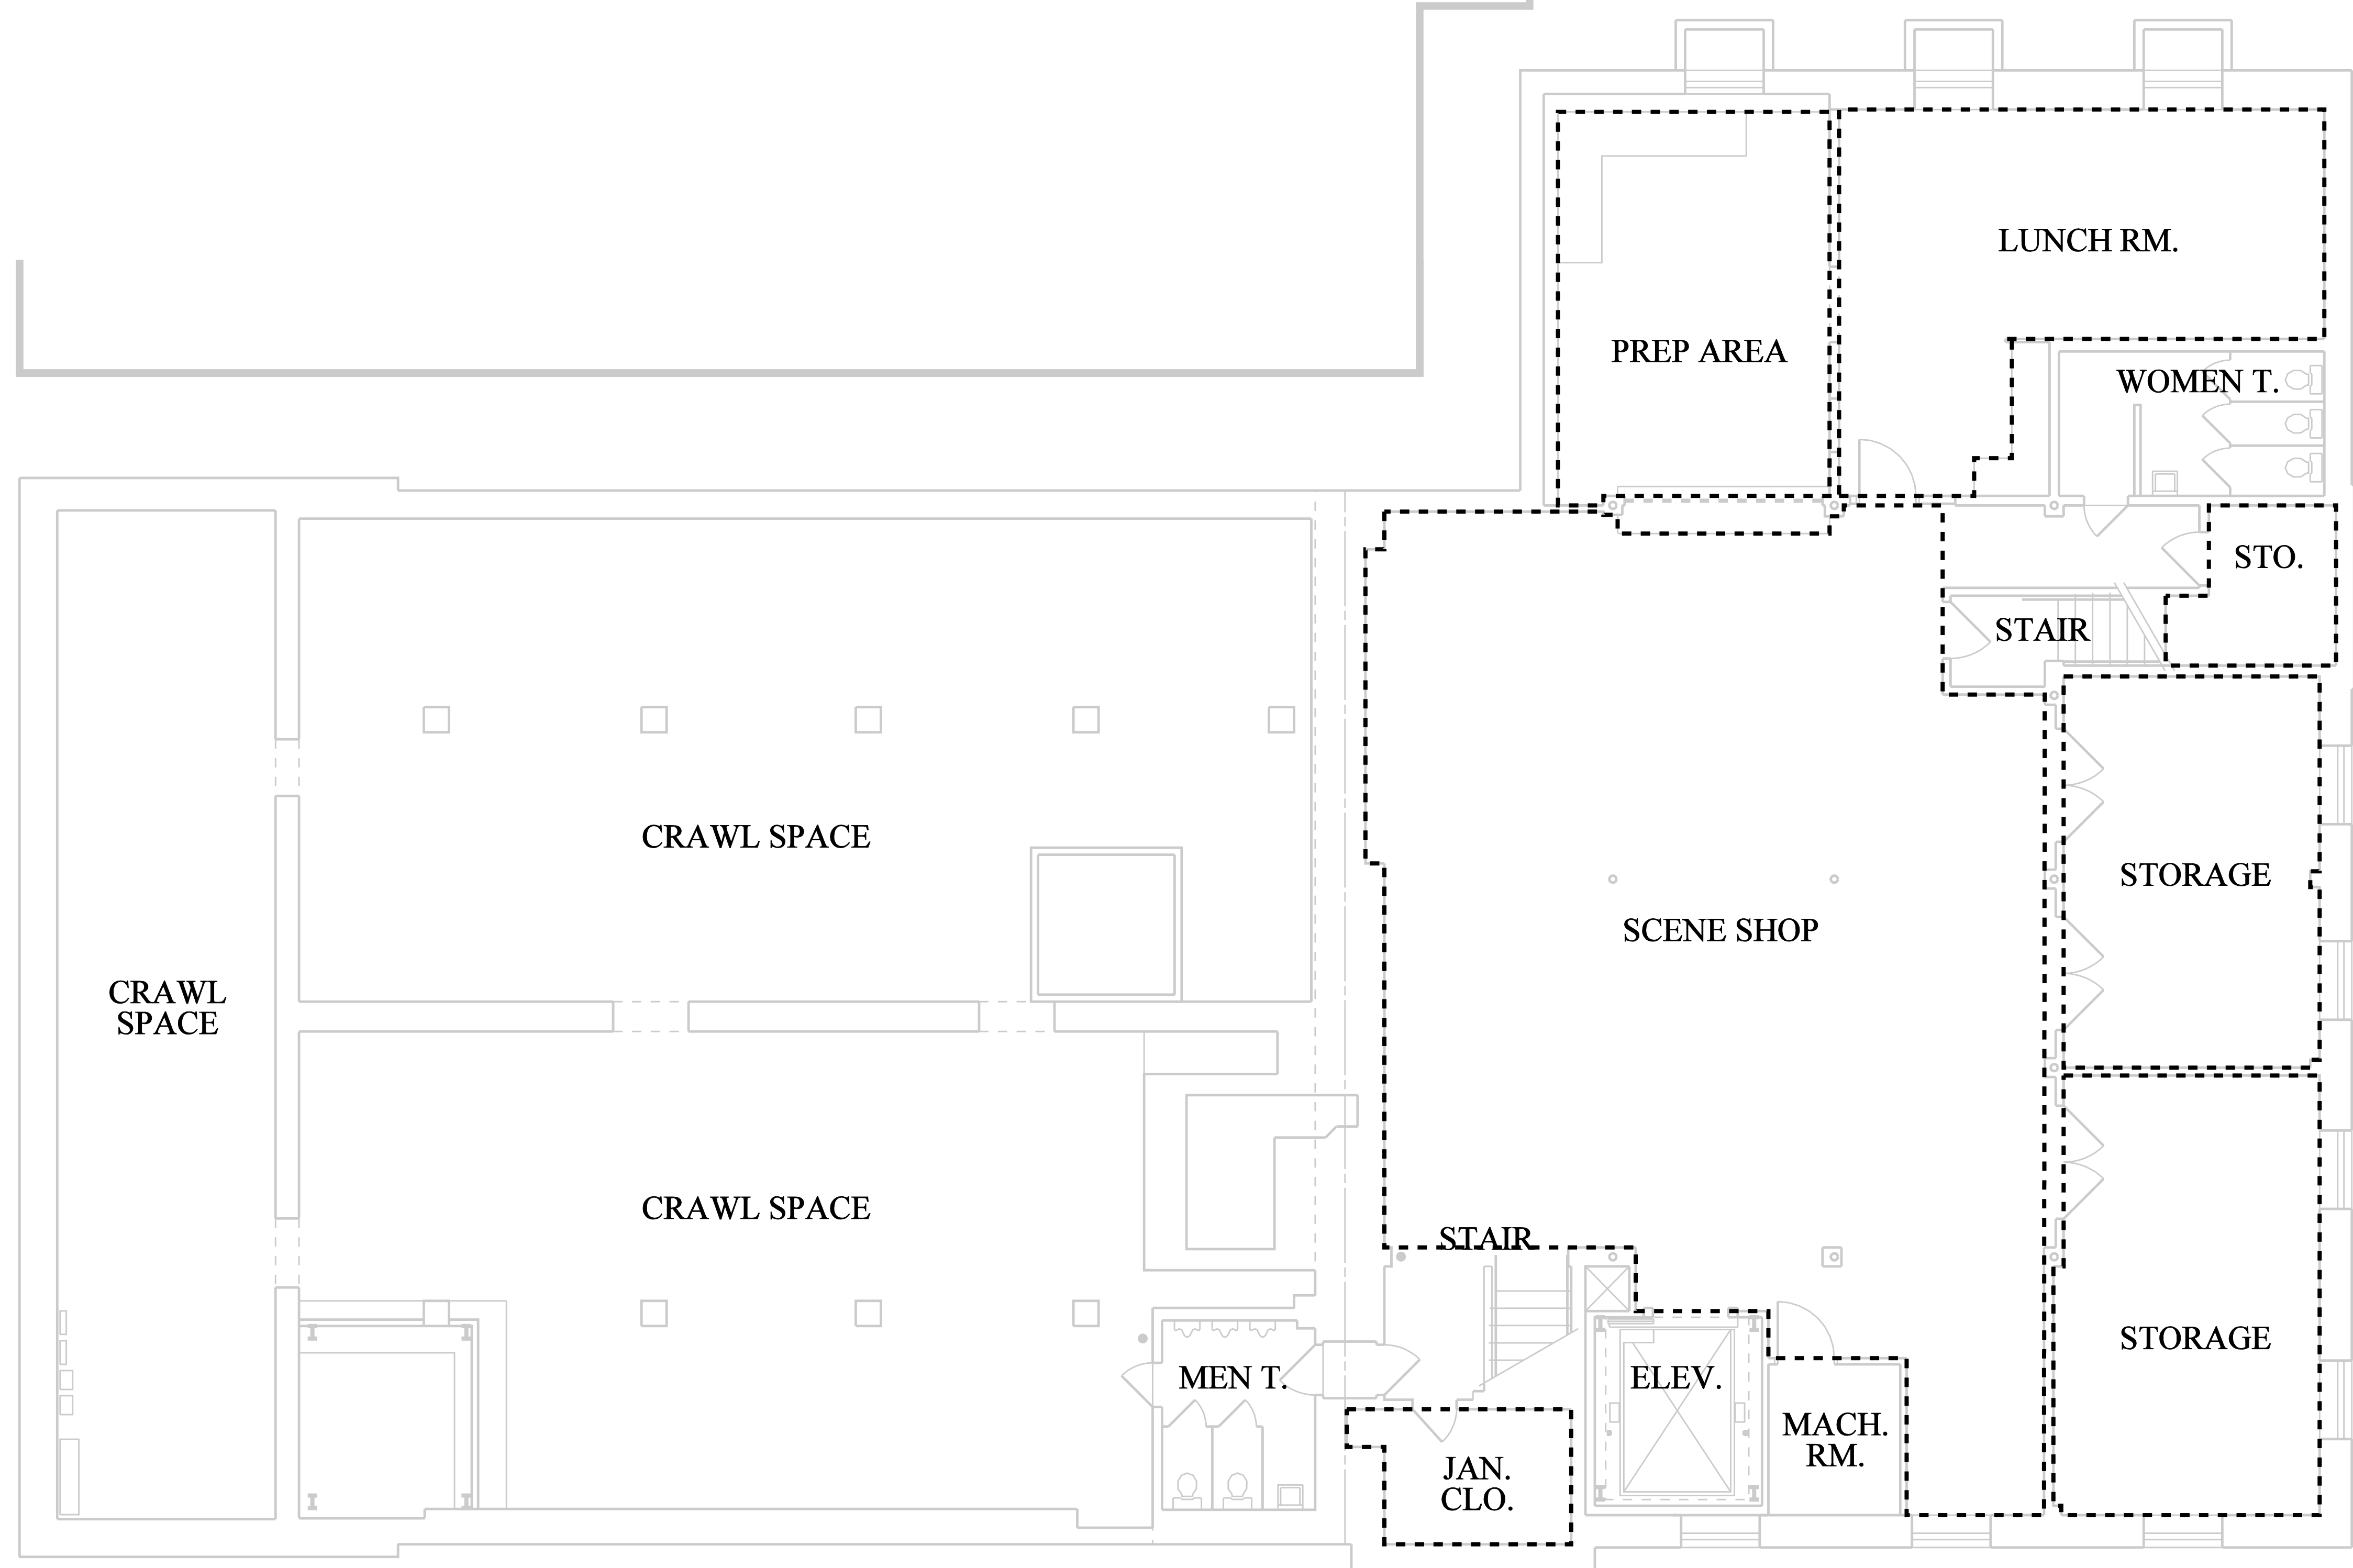 LUNCH RM.
PREP AREA
WOMEN T.
STO.
STAIR
CRAWL SPACE
STORAGE
SCENE SHOP
CRAWL
SPACE
CRAWL SPACE
STAIR
STORAGE
MEN T.
ELEV.
MACH.
RM.
JAN.
CLO.